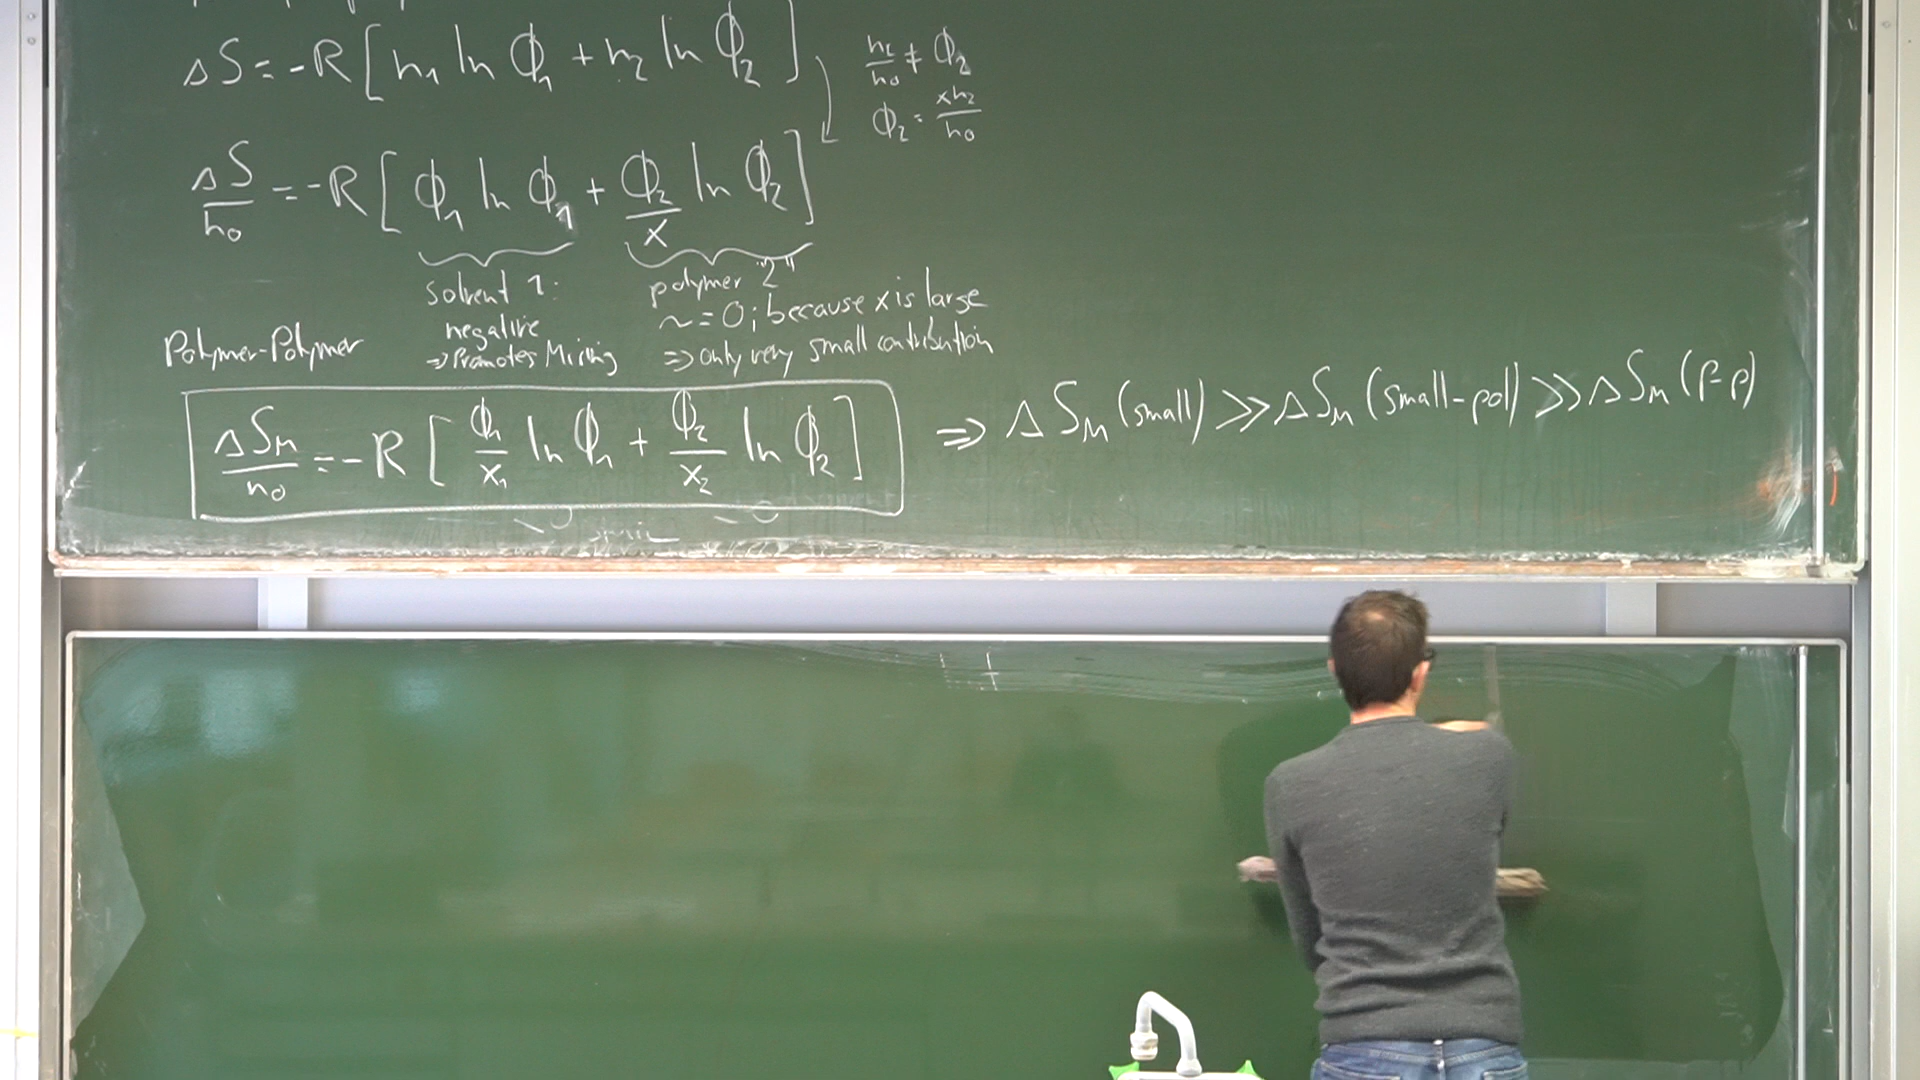 ΔS = -R [ n₁ ln ϕ₁ + n₂ ln ϕ₂ ]
n₂/n₀ ≠ ϕ₂
ϕ₂ = xn₂/n₀
ΔS/n₀ = -R [ ϕ₁ ln ϕ₁ + ϕ₂/x ln ϕ₂ ]
solvent 1:
negative
⇒ Promotes Mixing
polymer "2"
~ = 0; because x is large
⇒ only very small contribution
Polymer-Polymer
ΔSₘ/n₀ = -R [ ϕ₁/x₁ ln ϕ₁ + ϕ₂/x₂ ln ϕ₂ ]
⇒ ΔSₘ (small) >> ΔSₘ (small-pol) >> ΔSₘ (p-p)